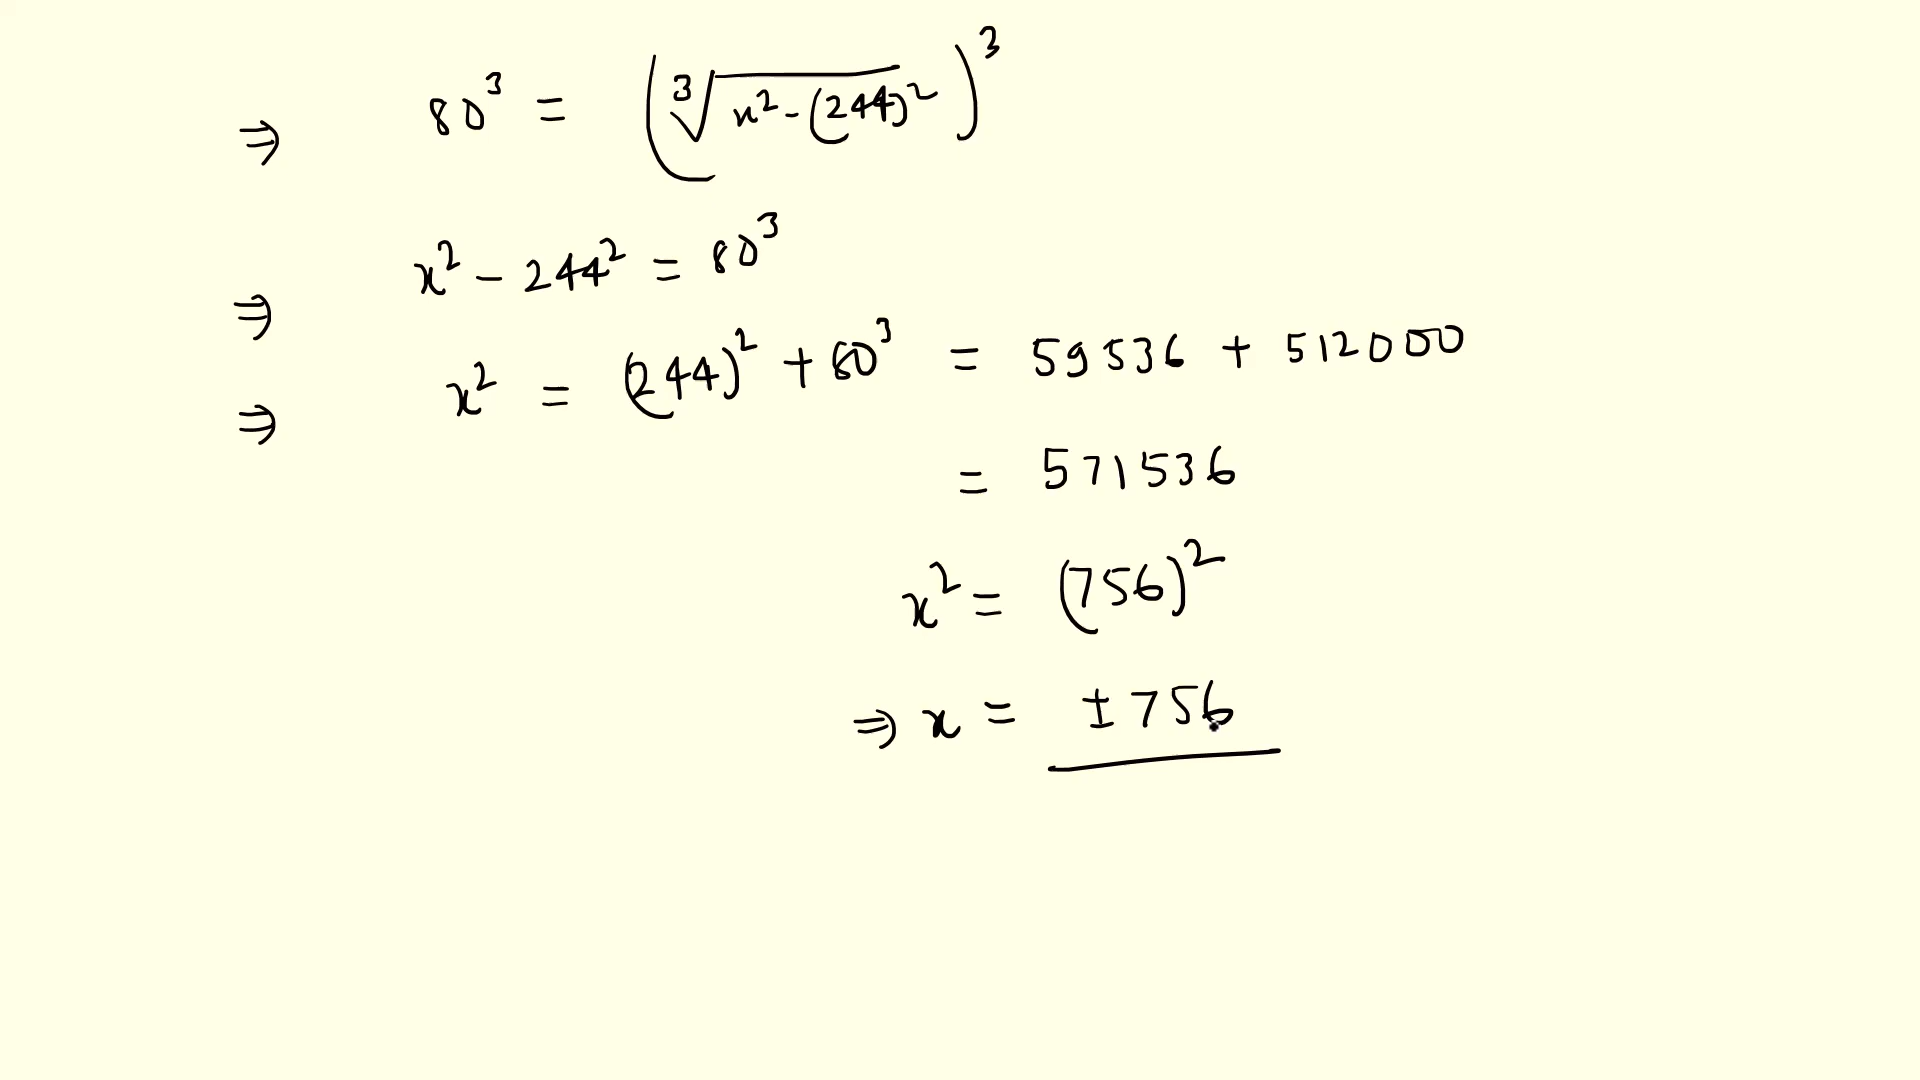 ⇒ 80³ = (∛(x² - (244)²))³
⇒ x² - 244² = 80³
⇒ x² = (244)² + 80³ = 59536 + 512000
= 571536
x² = (756)²
⇒ x = ±756